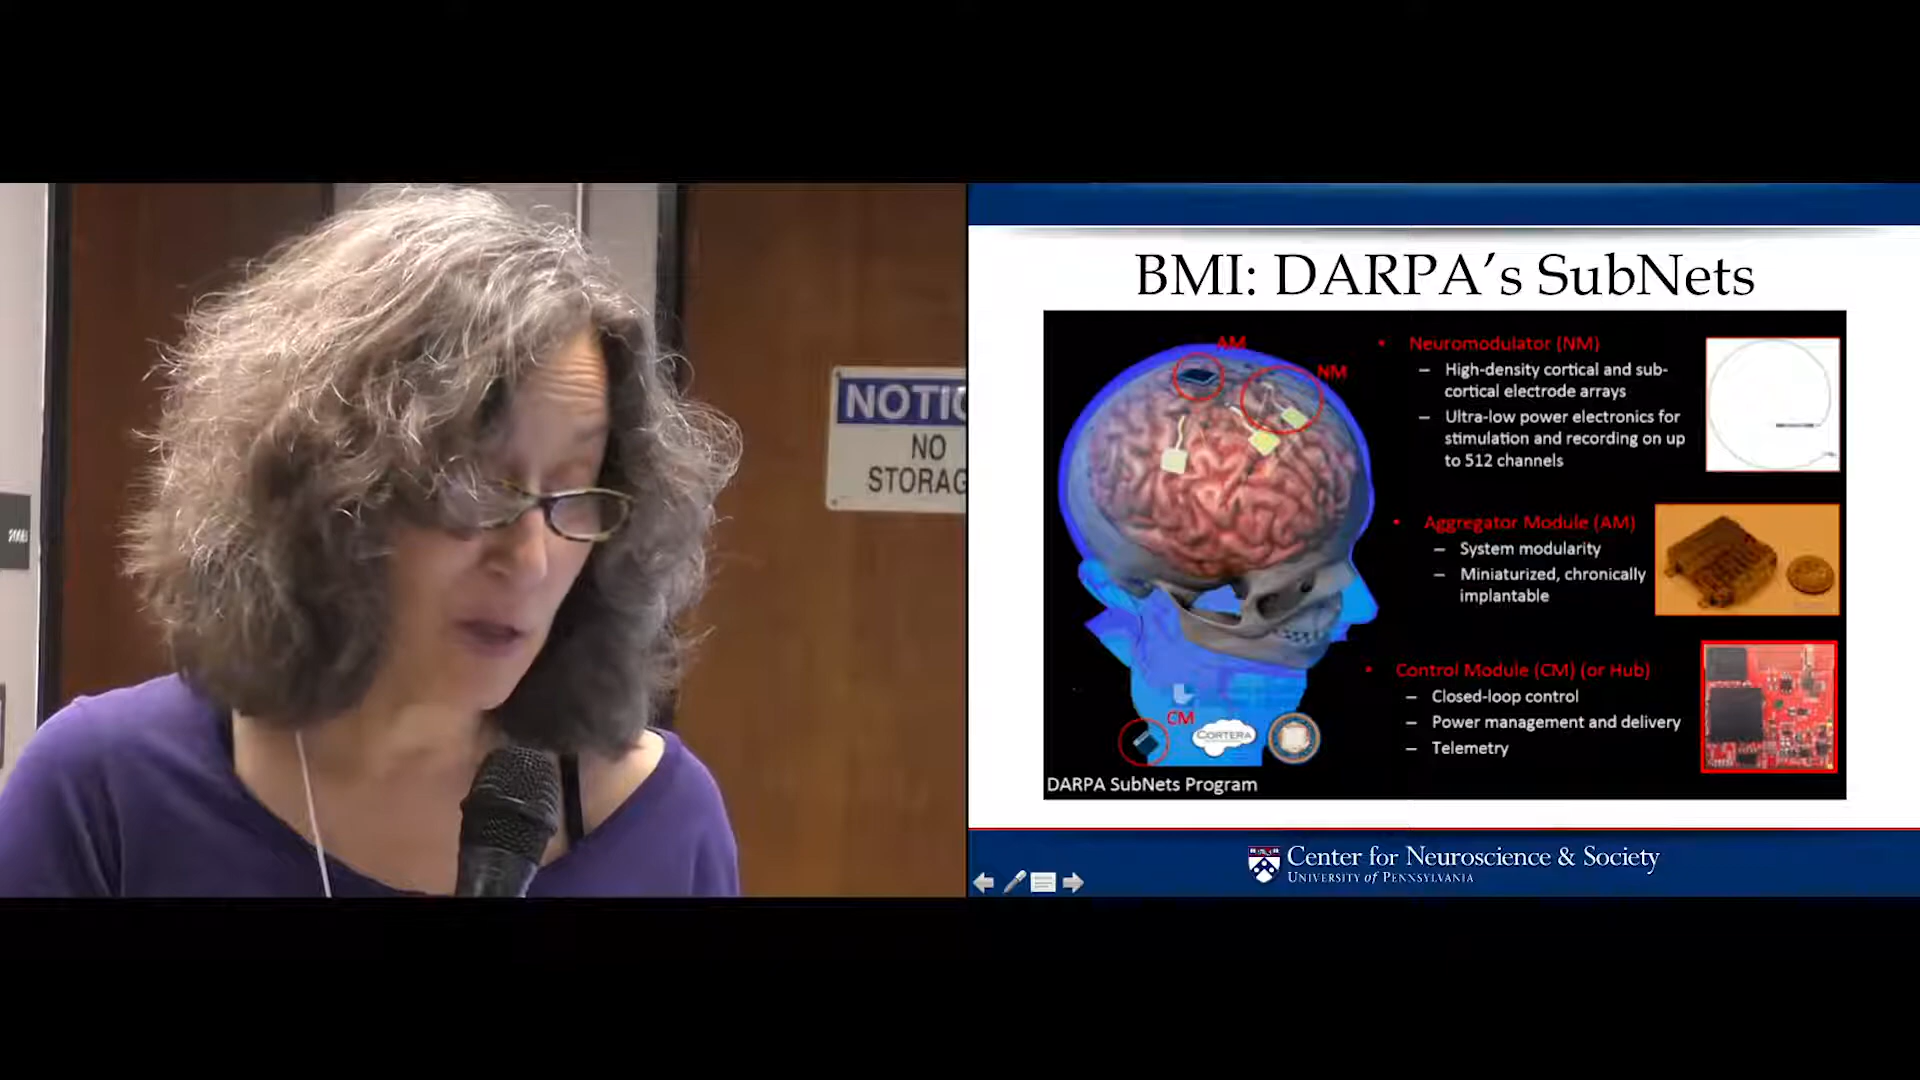 NOTIC
NO
STORAG
BMI: DARPA's SubNets
AM
NM
CM
CORTERA
DARPA SubNets Program
• Neuromodulator (NM)
– High-density cortical and sub-
cortical electrode arrays
– Ultra-low power electronics for
stimulation and recording on up
to 512 channels
• Aggregator Module (AM)
– System modularity
– Miniaturized, chronically
implantable
• Control Module (CM) (or Hub)
– Closed-loop control
– Power management and delivery
– Telemetry
Center for Neuroscience & Society
UNIVERSITY of PENNSYLVANIA